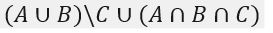 (A ∪ B)\C ∪ (A ∩ B ∩ C)